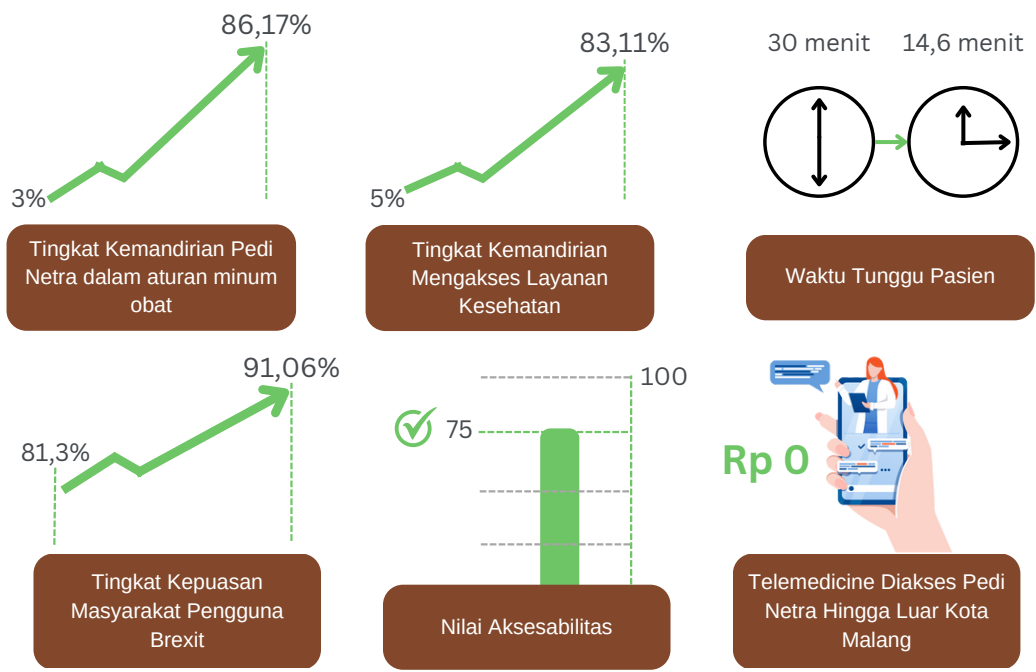 86,17%
3%
Tingkat Kemandirian Pedi
Netra dalam aturan minum
obat
83,11%
5%
Tingkat Kemandirian
Mengakses Layanan
Kesehatan
30 menit
14,6 menit
Waktu Tunggu Pasien
91,06%
81,3%
Tingkat Kepuasan
Masyarakat Pengguna
Brexit
100
75
Nilai Aksesabilitas
Rp 0
Telemedicine Diakses Pedi
Netra Hingga Luar Kota
Malang